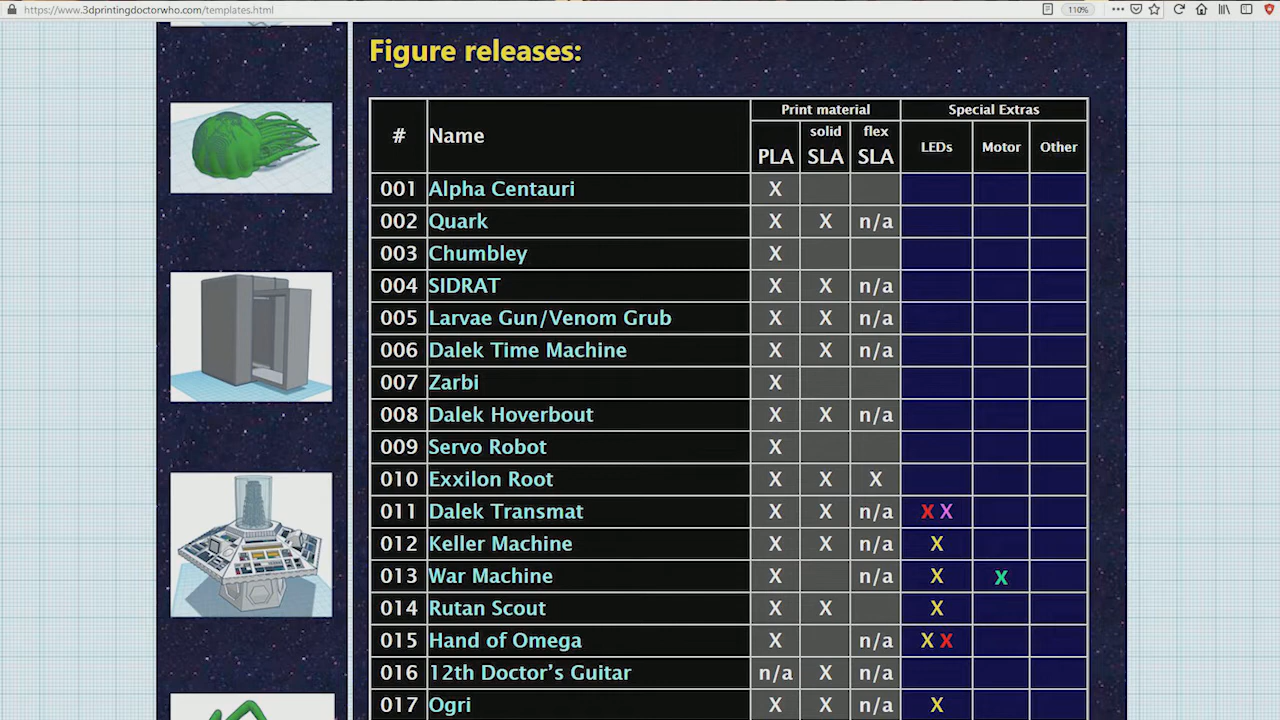 https://www.3dprintingdoctorwho.com/templates.html 110%
Figure releases:
# Name Print material Special Extras
PLA solid SLA flex SLA LEDs Motor Other
001 Alpha Centauri X
002 Quark X X n/a
003 Chumbley X
004 SIDRAT X X n/a
005 Larvae Gun/Venom Grub X X n/a
006 Dalek Time Machine X X n/a
007 Zarbi X
008 Dalek Hoverbout X X n/a
009 Servo Robot X
010 Exxilon Root X X X
011 Dalek Transmat X X n/a X X
012 Keller Machine X X n/a X
013 War Machine X n/a X X
014 Rutan Scout X X X
015 Hand of Omega X n/a X X
016 12th Doctor’s Guitar n/a X n/a
017 Ogri X X n/a X